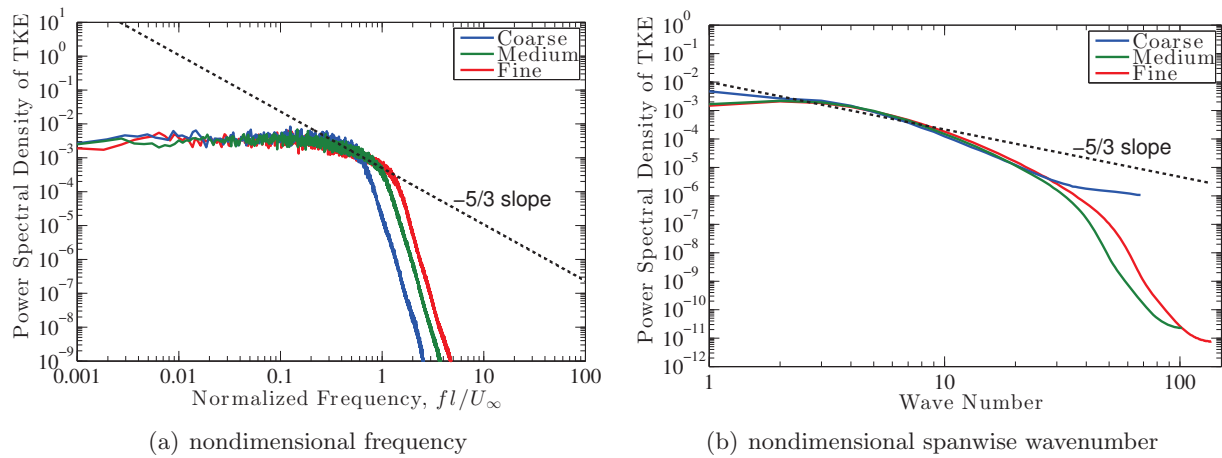 Power Spectral Density of TKE
10^1
10^0
10^-1
10^-2
10^-3
10^-4
10^-5
10^-6
10^-7
10^-8
10^-9
0.001 0.01 0.1 1 10 100
Normalized Frequency, fl/U∞
Coarse
Medium
Fine
−5/3 slope
(a) nondimensional frequency
Power Spectral Density of TKE
10^0
10^-1
10^-2
10^-3
10^-4
10^-5
10^-6
10^-7
10^-8
10^-9
10^-10
10^-11
10^-12
1 10 100
Wave Number
Coarse
Medium
Fine
−5/3 slope
(b) nondimensional spanwise wavenumber